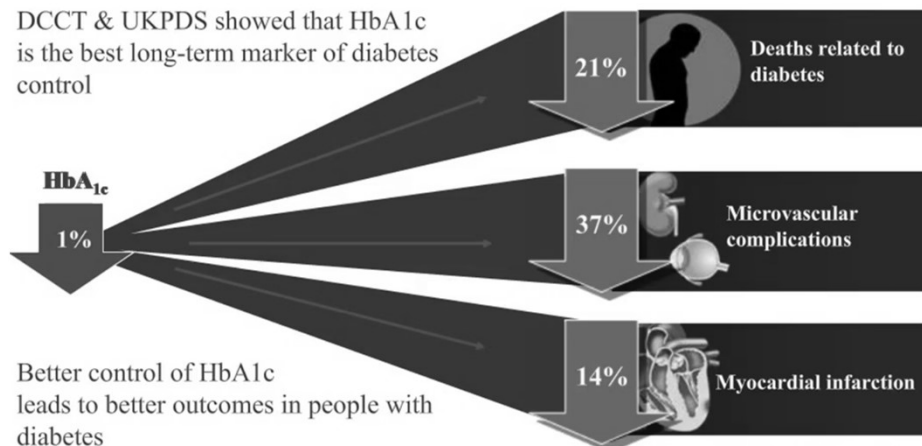 DCCT & UKPDS showed that HbA1c
is the best long-term marker of diabetes
control
21%
Deaths related to
diabetes
HbA1c
1%
37%
Microvascular
complications
14%
Myocardial infarction
Better control of HbA1c
leads to better outcomes in people with
diabetes